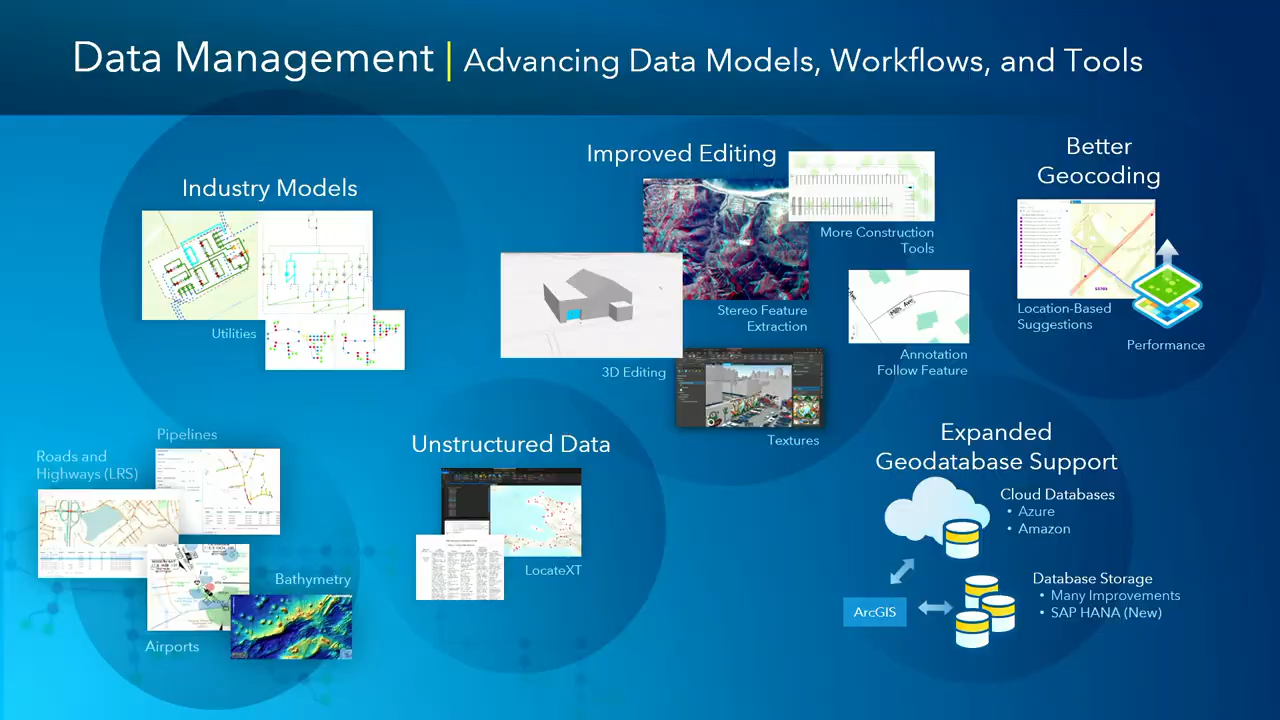 Data Management | Advancing Data Models, Workflows, and Tools
Industry Models
Utilities
Pipelines
Roads and
Highways (LRS)
Bathymetry
Airports
Unstructured Data
LocateXT
Improved Editing
More Construction
Tools
Stereo Feature
Extraction
3D Editing
Mills Ave
Annotation
Follow Feature
Textures
Better
Geocoding
Location-Based
Suggestions
Performance
Expanded
Geodatabase Support
Cloud Databases
• Azure
• Amazon
ArcGIS
Database Storage
• Many Improvements
• SAP HANA (New)